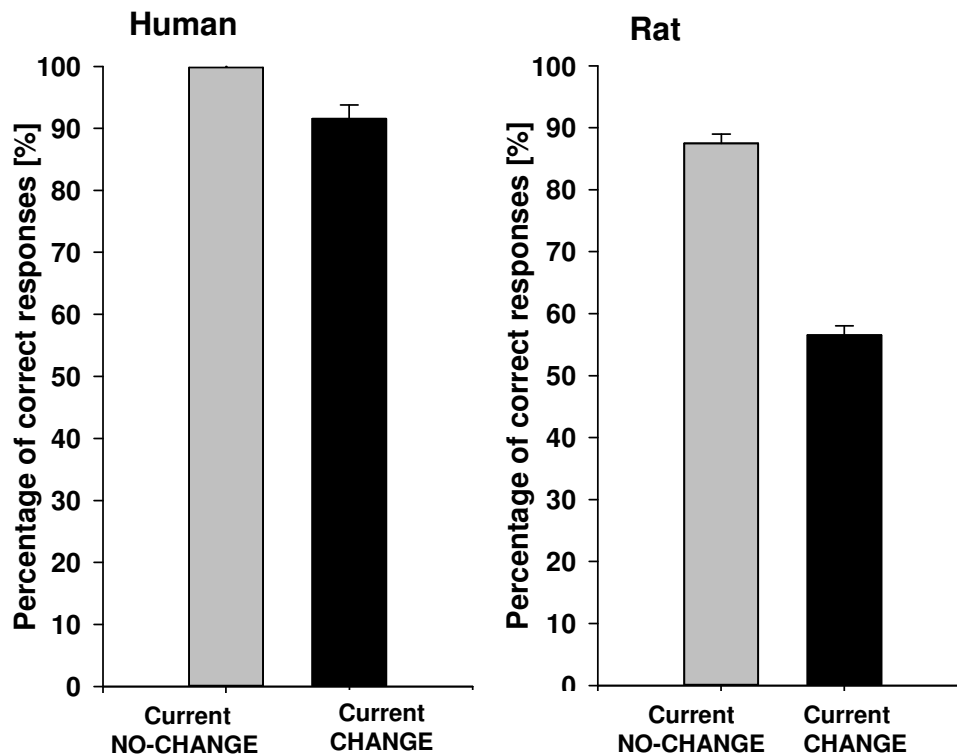 Human
Percentage of correct responses [%]
100
90
80
70
60
50
40
30
20
10
0
Current
NO-CHANGE
Current
CHANGE
Rat
Percentage of correct responses [%]
100
90
80
70
60
50
40
30
20
10
0
Current
NO-CHANGE
Current
CHANGE